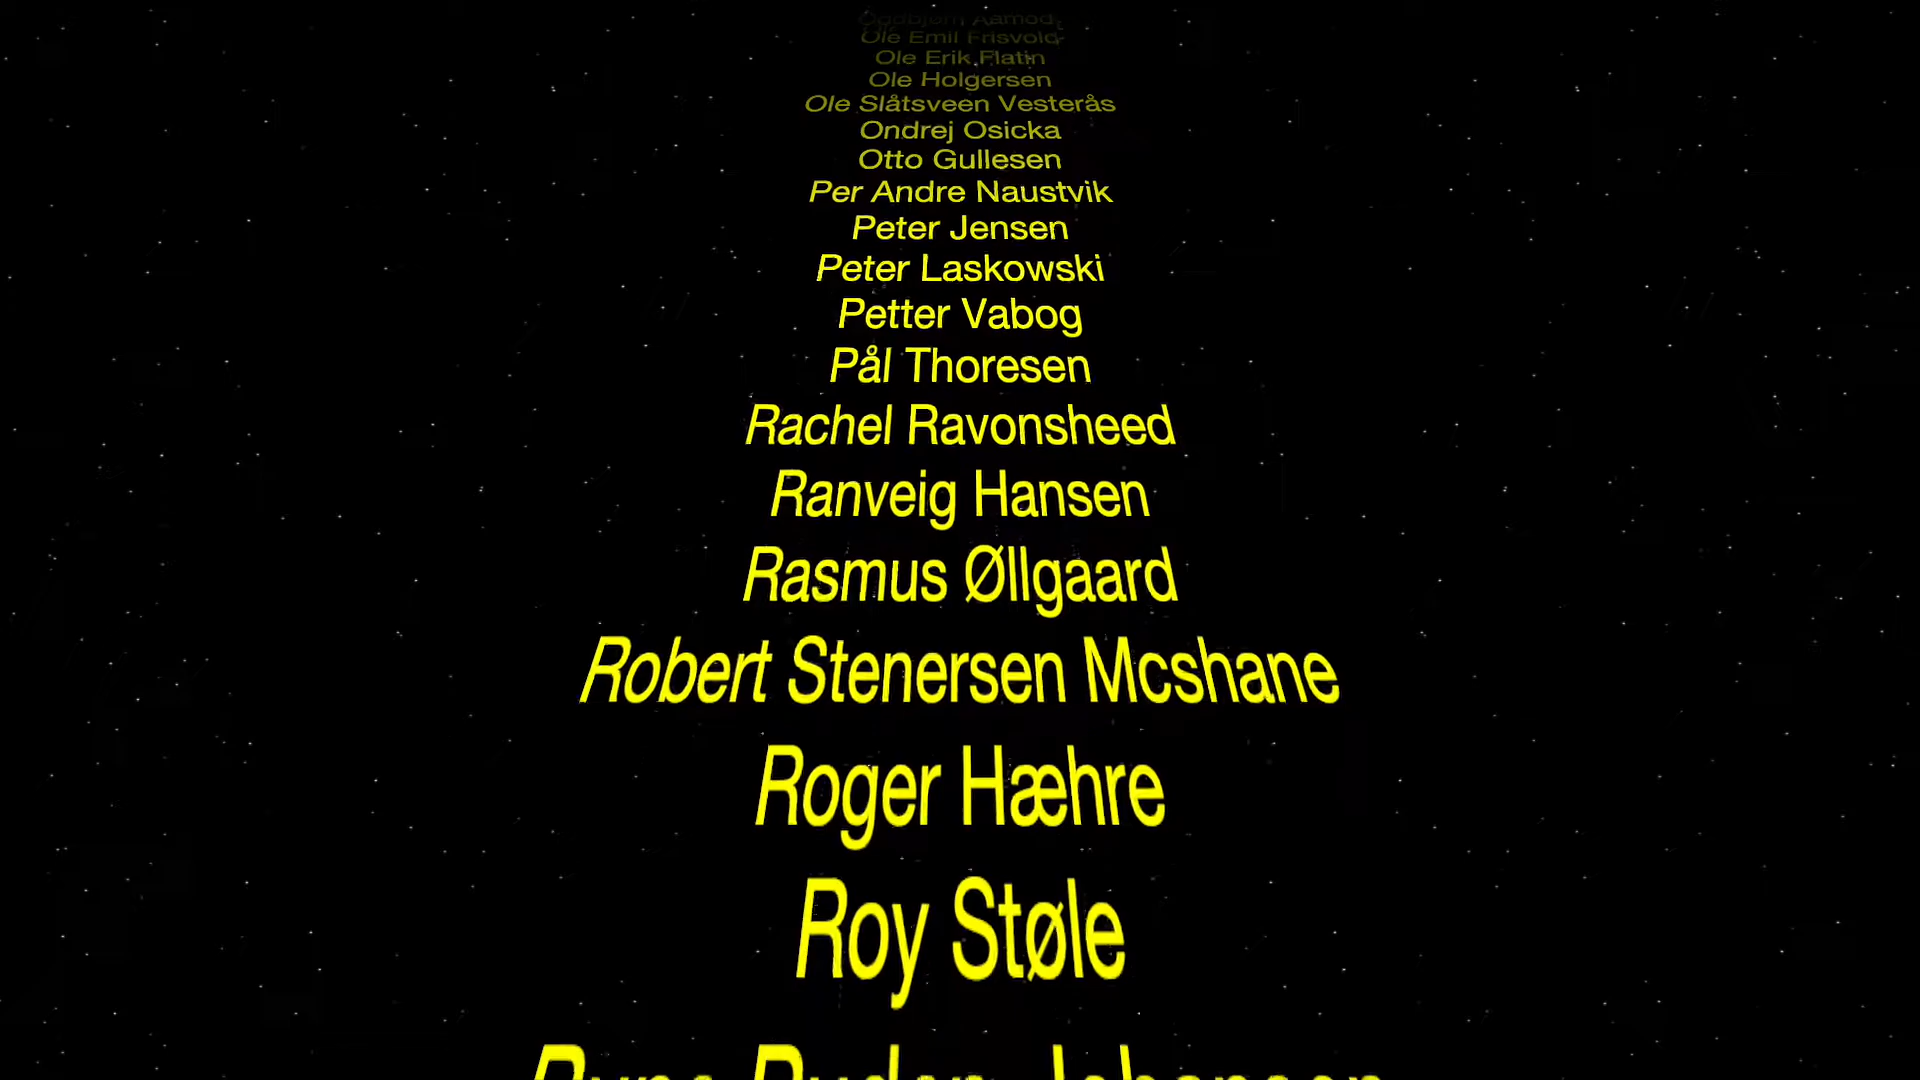 Oddbjørn Aamodt
Ole Emil Frisvold
Ole Erik Flatin
Ole Holgersen
Ole Slåtsveen Vesterås
Ondrej Osicka
Otto Gullesen
Per Andre Naustvik
Peter Jensen
Peter Laskowski
Petter Vabog
Pål Thoresen
Rachel Ravonsheed
Ranveig Hansen
Rasmus Øllgaard
Robert Stenersen Mcshane
Roger Hæhre
Roy Støle